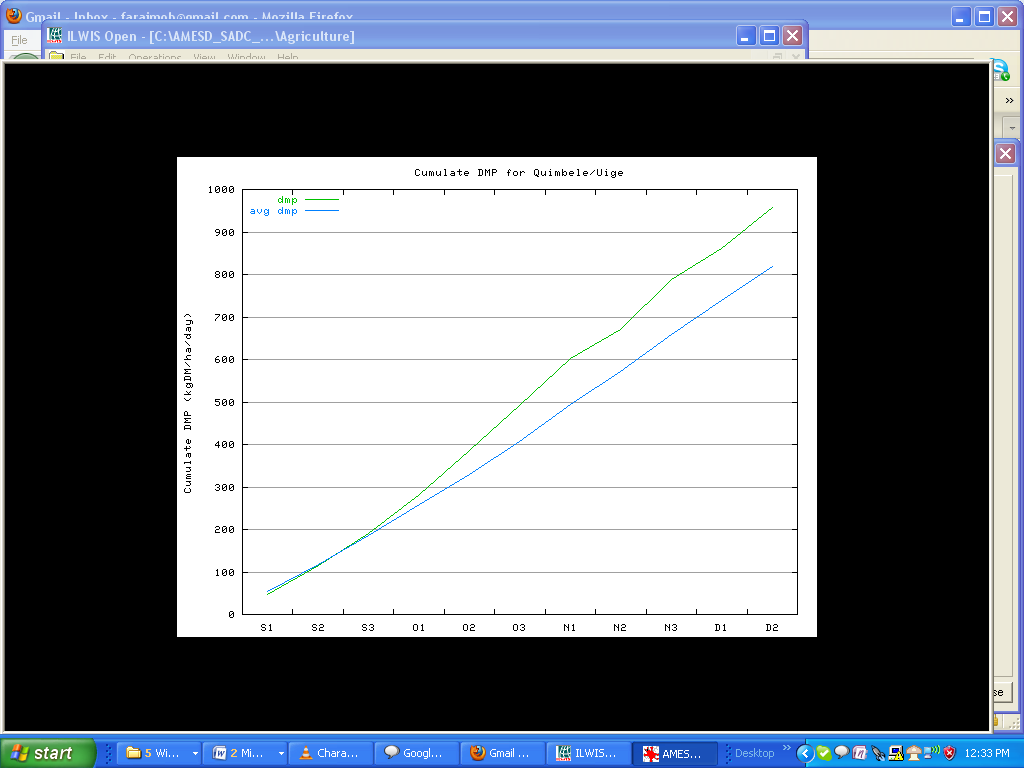 Gmail - Inbox - faraimoh@gmail.com - Mozilla Firefox
File
ILWIS Open - [C:\AMESD_SADC_...\Agriculture]
File Edit Operations View Window Help
»
Cumulate DMP for Quimbele/Uige
dmp
avg dmp
Cumulate DMP (kgDM/ha/day)
1000
900
800
700
600
500
400
300
200
100
0
S1 S2 S3 O1 O2 O3 N1 N2 N3 D1 D2
se
start
5 Wi...
2 Mi...
Chara...
Googl...
Gmail ...
ILWIS...
AMES...
Desktop
»
12:33 PM